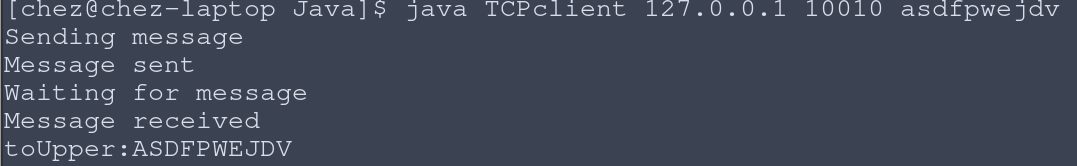 [chez@chez-laptop Java]$ java TCPclient 127.0.0.1 10010 asdfpwejdv
Sending message
Message sent
Waiting for message
Message received
toUpper:ASDFPWEJDV